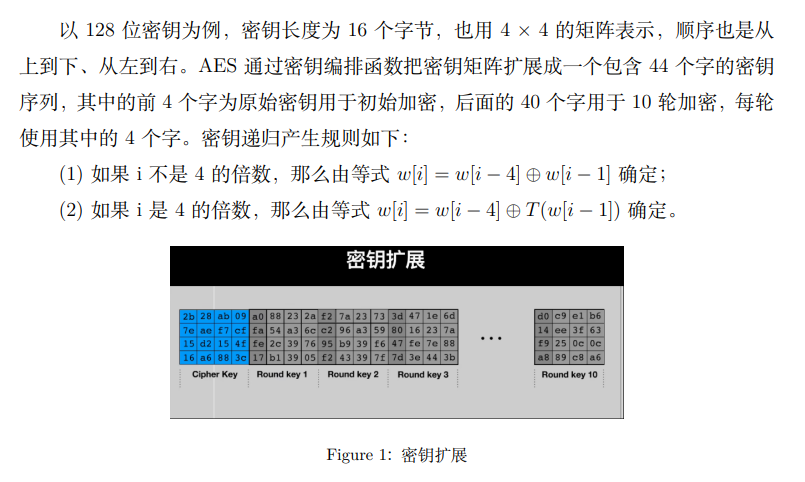 以 128 位密钥为例，密钥长度为 16 个字节，也用 4 × 4 的矩阵表示，顺序也是从
上到下、从左到右。AES 通过密钥编排函数把密钥矩阵扩展成一个包含 44 个字的密钥
序列，其中的前 4 个字为原始密钥用于初始加密，后面的 40 个字用于 10 轮加密，每轮
使用其中的 4 个字。密钥递归产生规则如下：
(1) 如果 i 不是 4 的倍数，那么由等式 w[i] = w[i − 4] ⊕ w[i − 1] 确定；
(2) 如果 i 是 4 的倍数，那么由等式 w[i] = w[i − 4] ⊕ T(w[i − 1]) 确定。
密钥扩展
2b 28 ab 09 a0 88 23 2a f2 7a 23 73 3d 47 1e 6d d0 c9 e1 b6
7e ae f7 cf fa 54 a3 6c c2 96 a3 59 80 16 23 7a 14 ee 3f 63
15 d2 15 4f fe 2c 39 76 95 b9 39 f6 47 fe 7e 88 ... f9 25 0c 0c
16 a6 88 3c 17 b1 39 05 f2 43 39 7f 7d 3e 44 3b a8 89 c8 a6
Cipher Key Round key 1 Round key 2 Round key 3 Round key 10
Figure 1: 密钥扩展